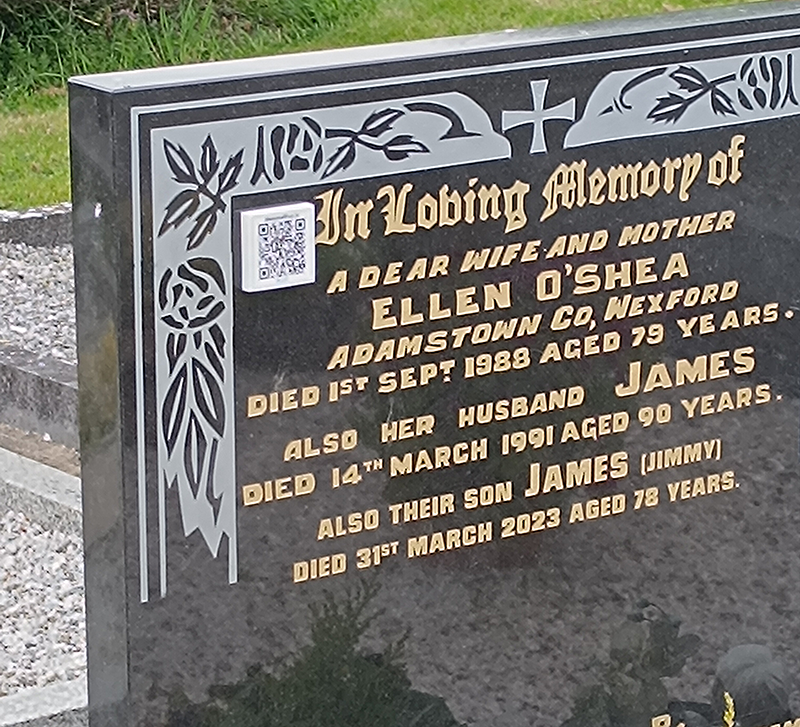 In Loving Memory of
A DEAR WIFE AND MOTHER
ELLEN O'SHEA
ADAMSTOWN CO, WEXFORD
DIED 1ST SEPT 1988 AGED 79 YEARS.
ALSO HER HUSBAND JAMES
DIED 14TH MARCH 1991 AGED 90 YEARS.
ALSO THEIR SON JAMES (JIMMY)
DIED 31ST MARCH 2023 AGED 78 YEARS.